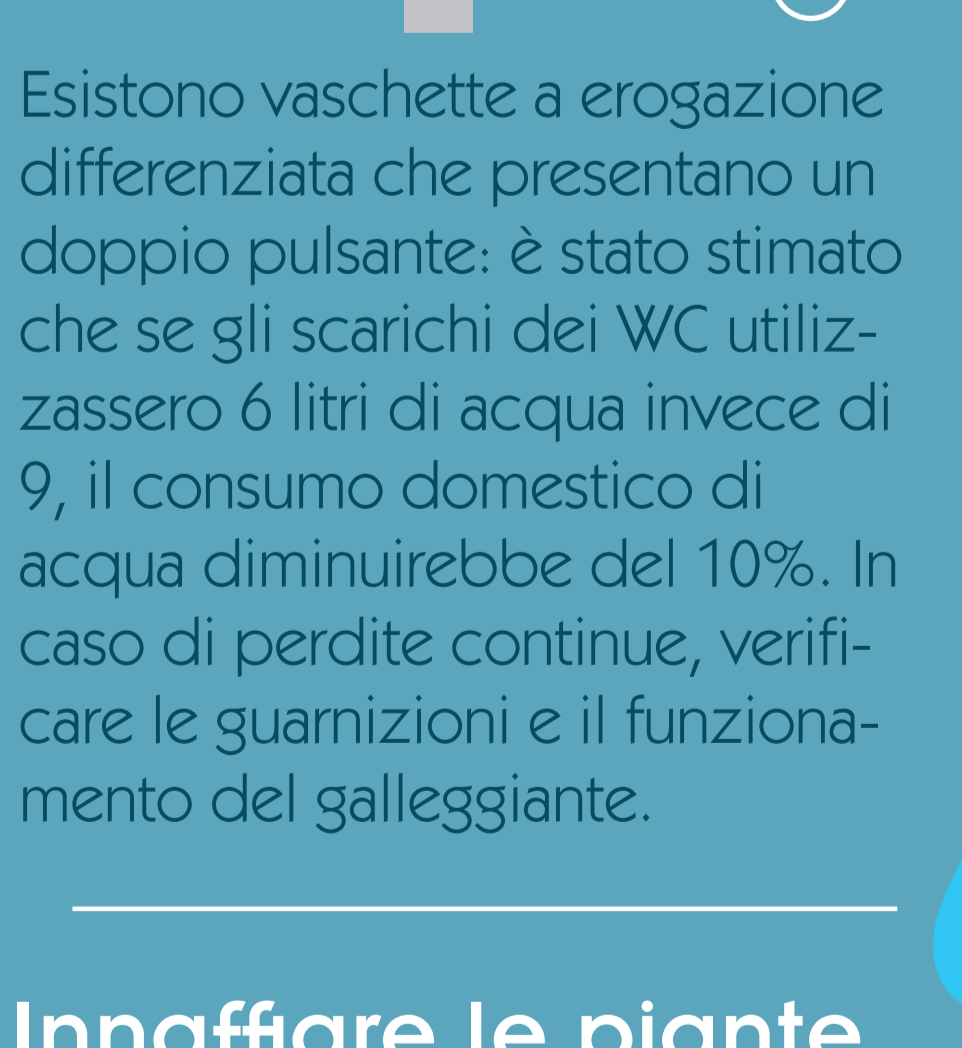 Esistono vaschette a erogazione
differenziata che presentano un
doppio pulsante: è stato stimato
che se gli scarichi dei WC utiliz-
zassero 6 litri di acqua invece di
9, il consumo domestico di
acqua diminuirebbe del 10%. In
caso di perdite continue, verifi-
care le guarnizioni e il funziona-
mento del galleggiante.
Innaffiare le piante